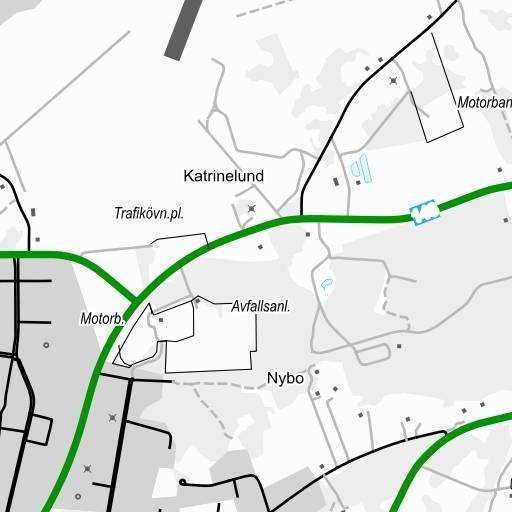 Motorban
Katrinelund
Trafikövn.pl.
Avfallsanl.
Motorb.
Nybo